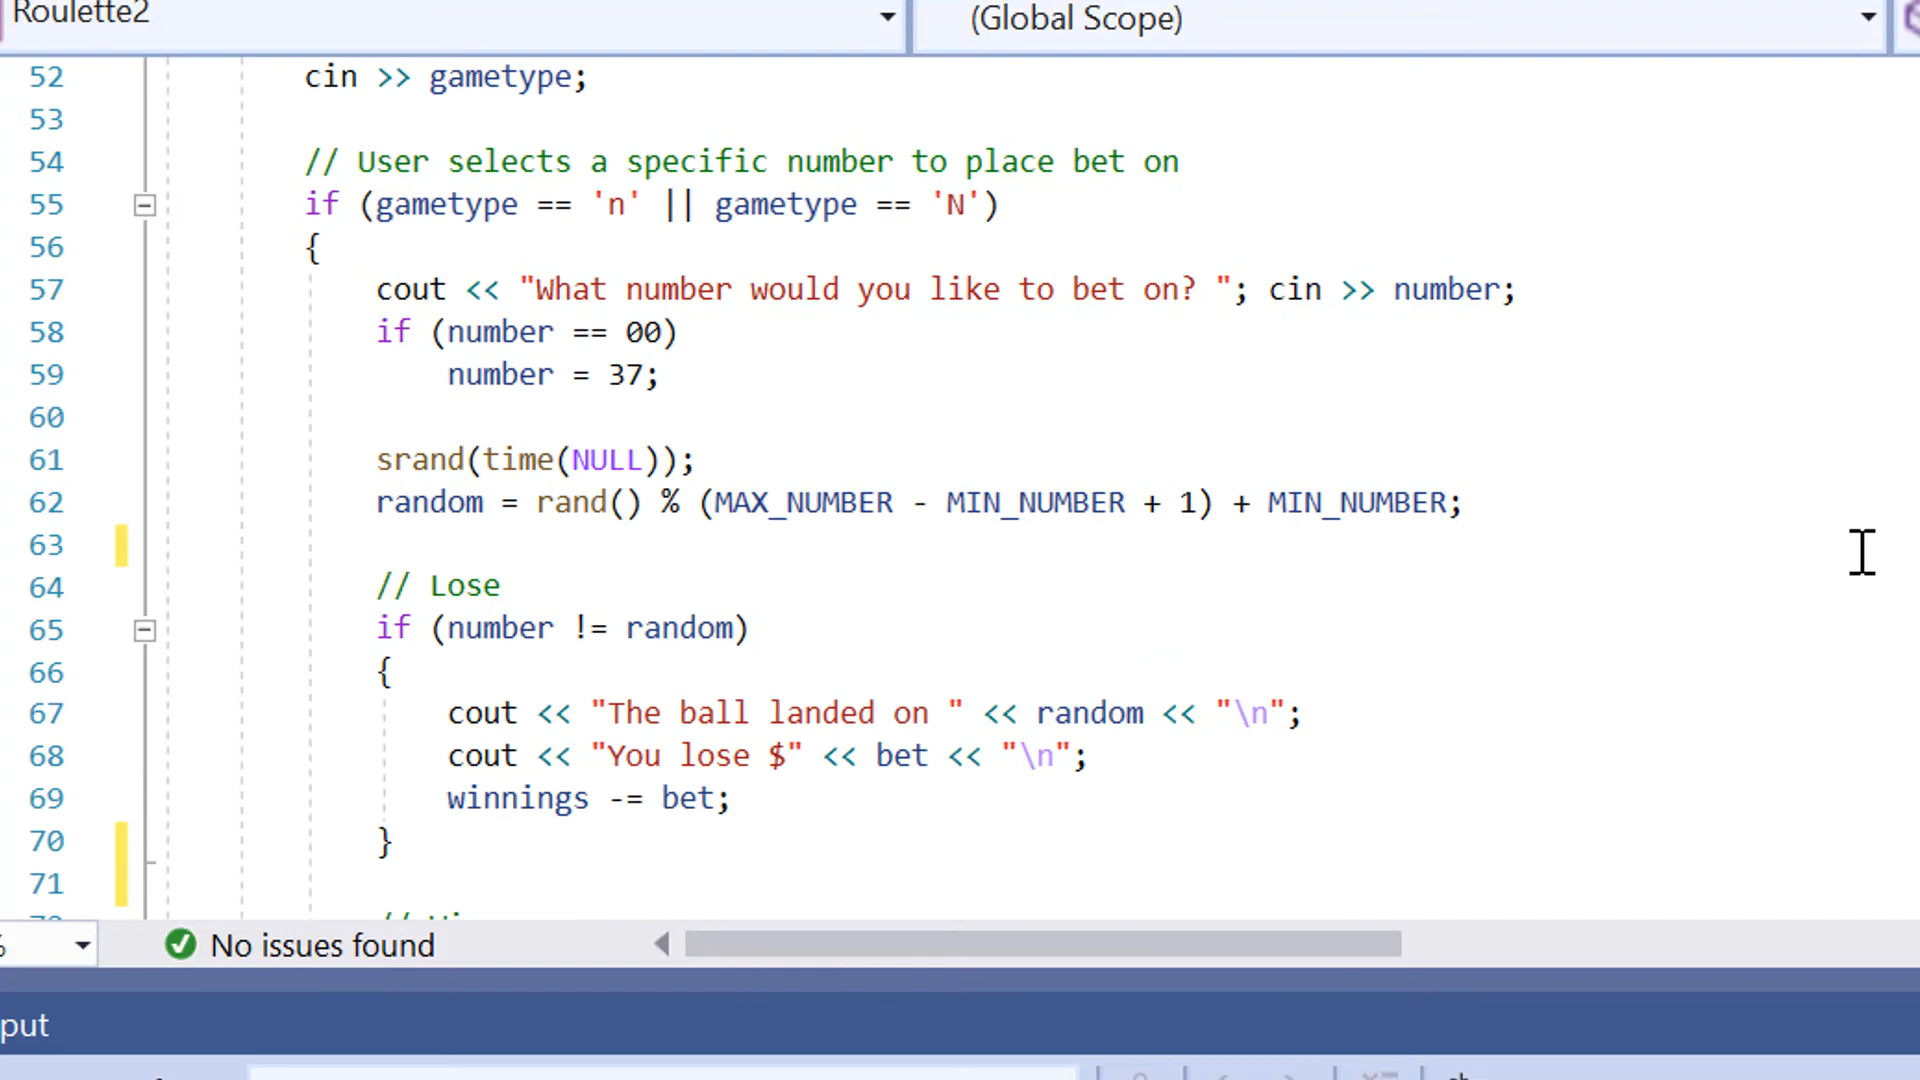 Roulette2 (Global Scope)
52 cin >> gametype;
53
54 // User selects a specific number to place bet on
55 if (gametype == 'n' || gametype == 'N')
56 {
57 cout << "What number would you like to bet on? "; cin >> number;
58 if (number == 00)
59 number = 37;
60
61 srand(time(NULL));
62 random = rand() % (MAX_NUMBER - MIN_NUMBER + 1) + MIN_NUMBER;
63
64 // Lose
65 if (number != random)
66 {
67 cout << "The ball landed on " << random << "\n";
68 cout << "You lose $" << bet << "\n";
69 winnings -= bet;
70 }
71
No issues found
put